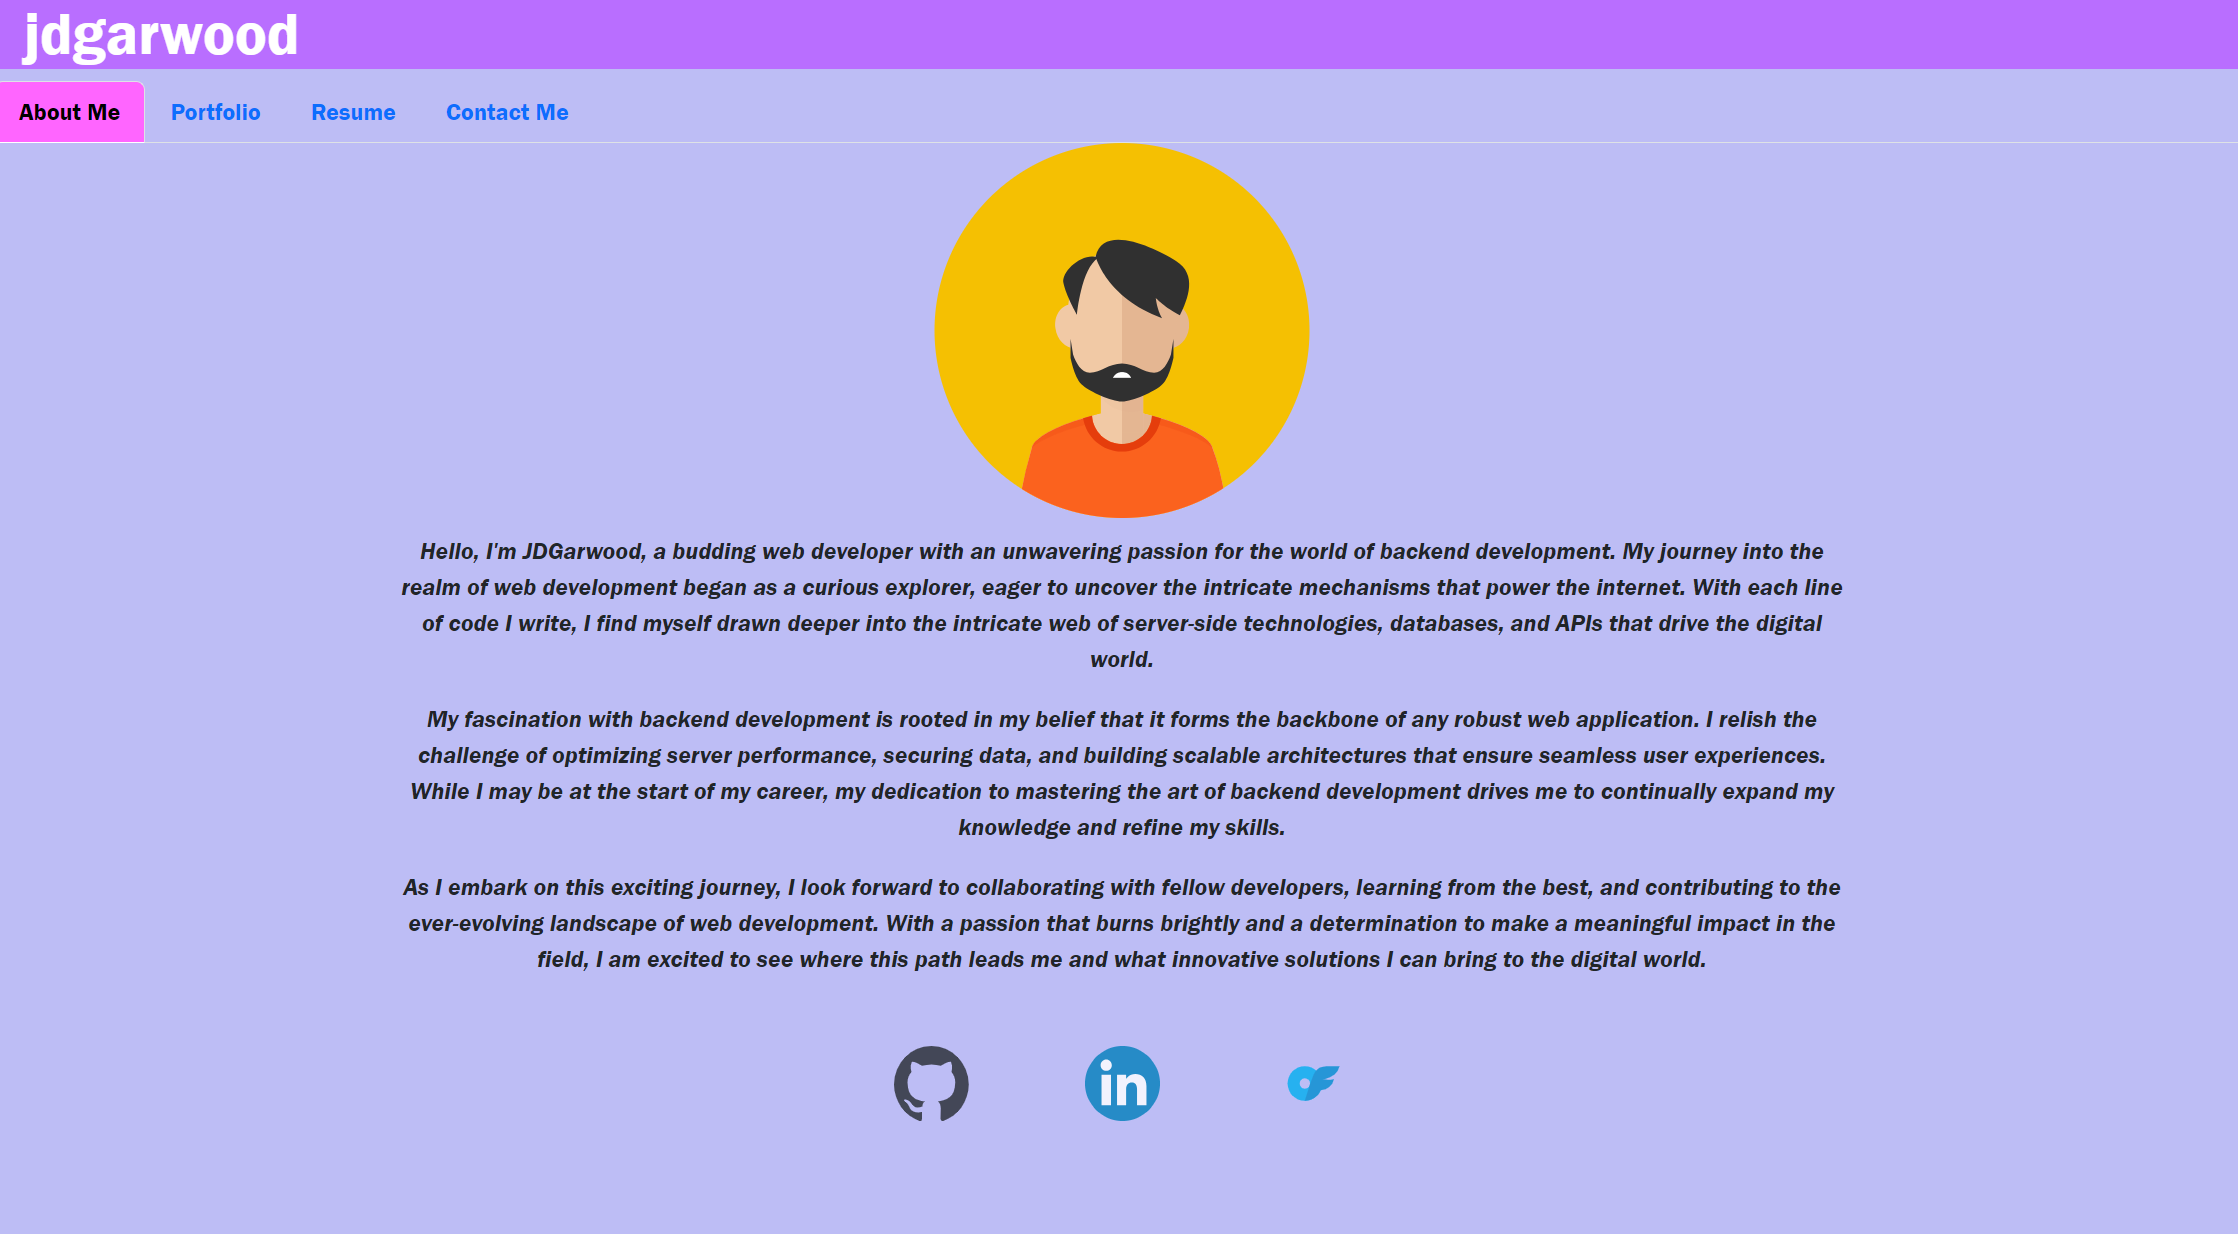 jdgarwood
About Me
Portfolio
Resume
Contact Me
Hello, I'm JDGarwood, a budding web developer with an unwavering passion for the world of backend development. My journey into the
realm of web development began as a curious explorer, eager to uncover the intricate mechanisms that power the internet. With each line
of code I write, I find myself drawn deeper into the intricate web of server-side technologies, databases, and APIs that drive the digital
world.
My fascination with backend development is rooted in my belief that it forms the backbone of any robust web application. I relish the
challenge of optimizing server performance, securing data, and building scalable architectures that ensure seamless user experiences.
While I may be at the start of my career, my dedication to mastering the art of backend development drives me to continually expand my
knowledge and refine my skills.
As I embark on this exciting journey, I look forward to collaborating with fellow developers, learning from the best, and contributing to the
ever-evolving landscape of web development. With a passion that burns brightly and a determination to make a meaningful impact in the
field, I am excited to see where this path leads me and what innovative solutions I can bring to the digital world.
in